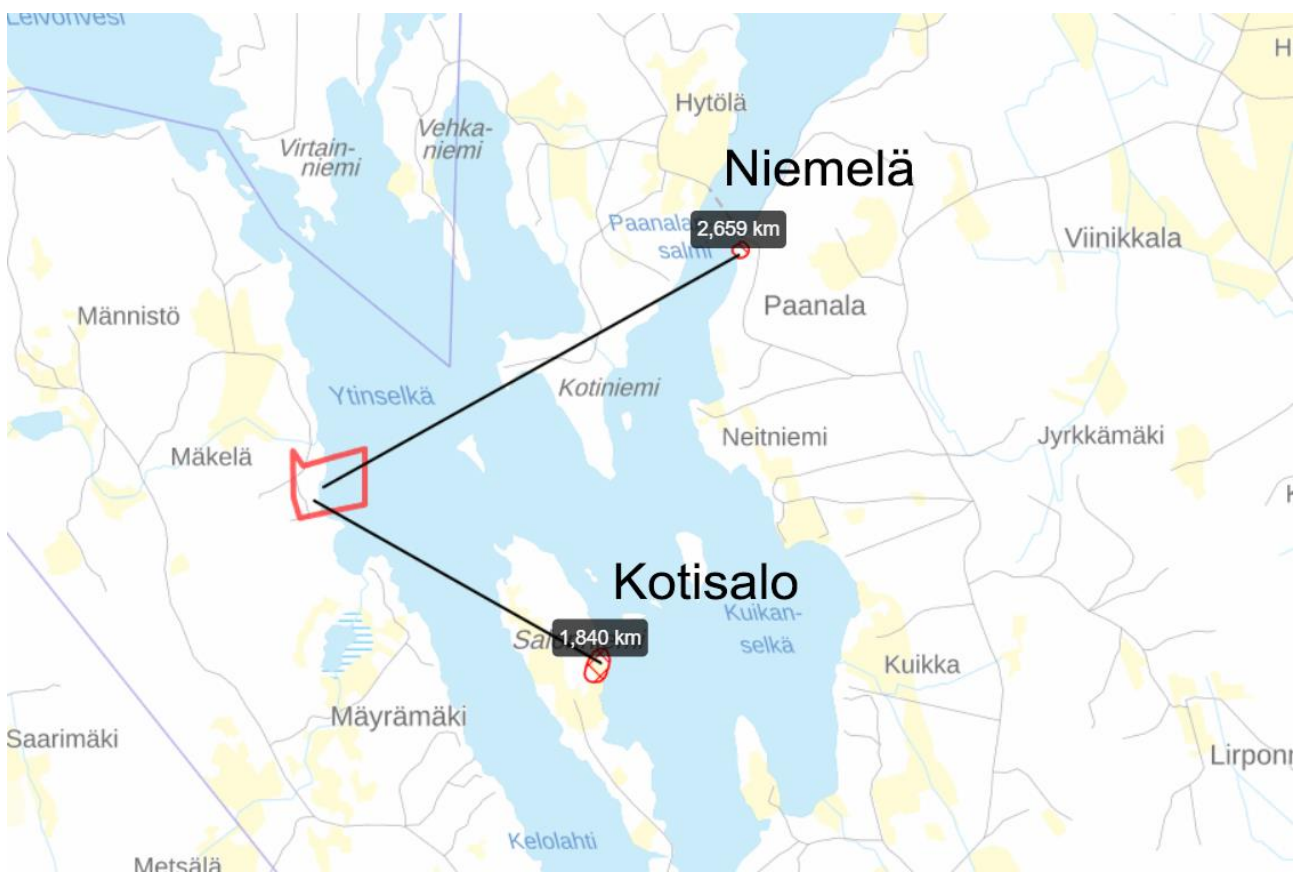 Leivonvesi
Hytölä
Vehka-
niemi
Virtain-
niemi
Niemelä
2,659 km
Paanala
salmi
Viinikkala
Männistö
Paanala
Ytinselkä
Kotiniemi
Neitniemi
Jyrkkämäki
Mäkelä
Kotisalo
Kuikan-
selkä
1,840 km
Kuikka
Mäyrämäki
Saarimäki
Lirponm
Kelolahti
Metsälä